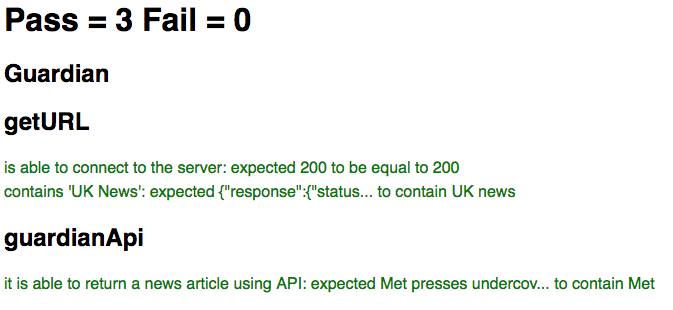 Pass = 3 Fail = 0
Guardian
getURL
is able to connect to the server: expected 200 to be equal to 200
contains 'UK News': expected {"response":{"status... to contain UK news
guardianApi
it is able to return a news article using API: expected Met presses undercov... to contain Met